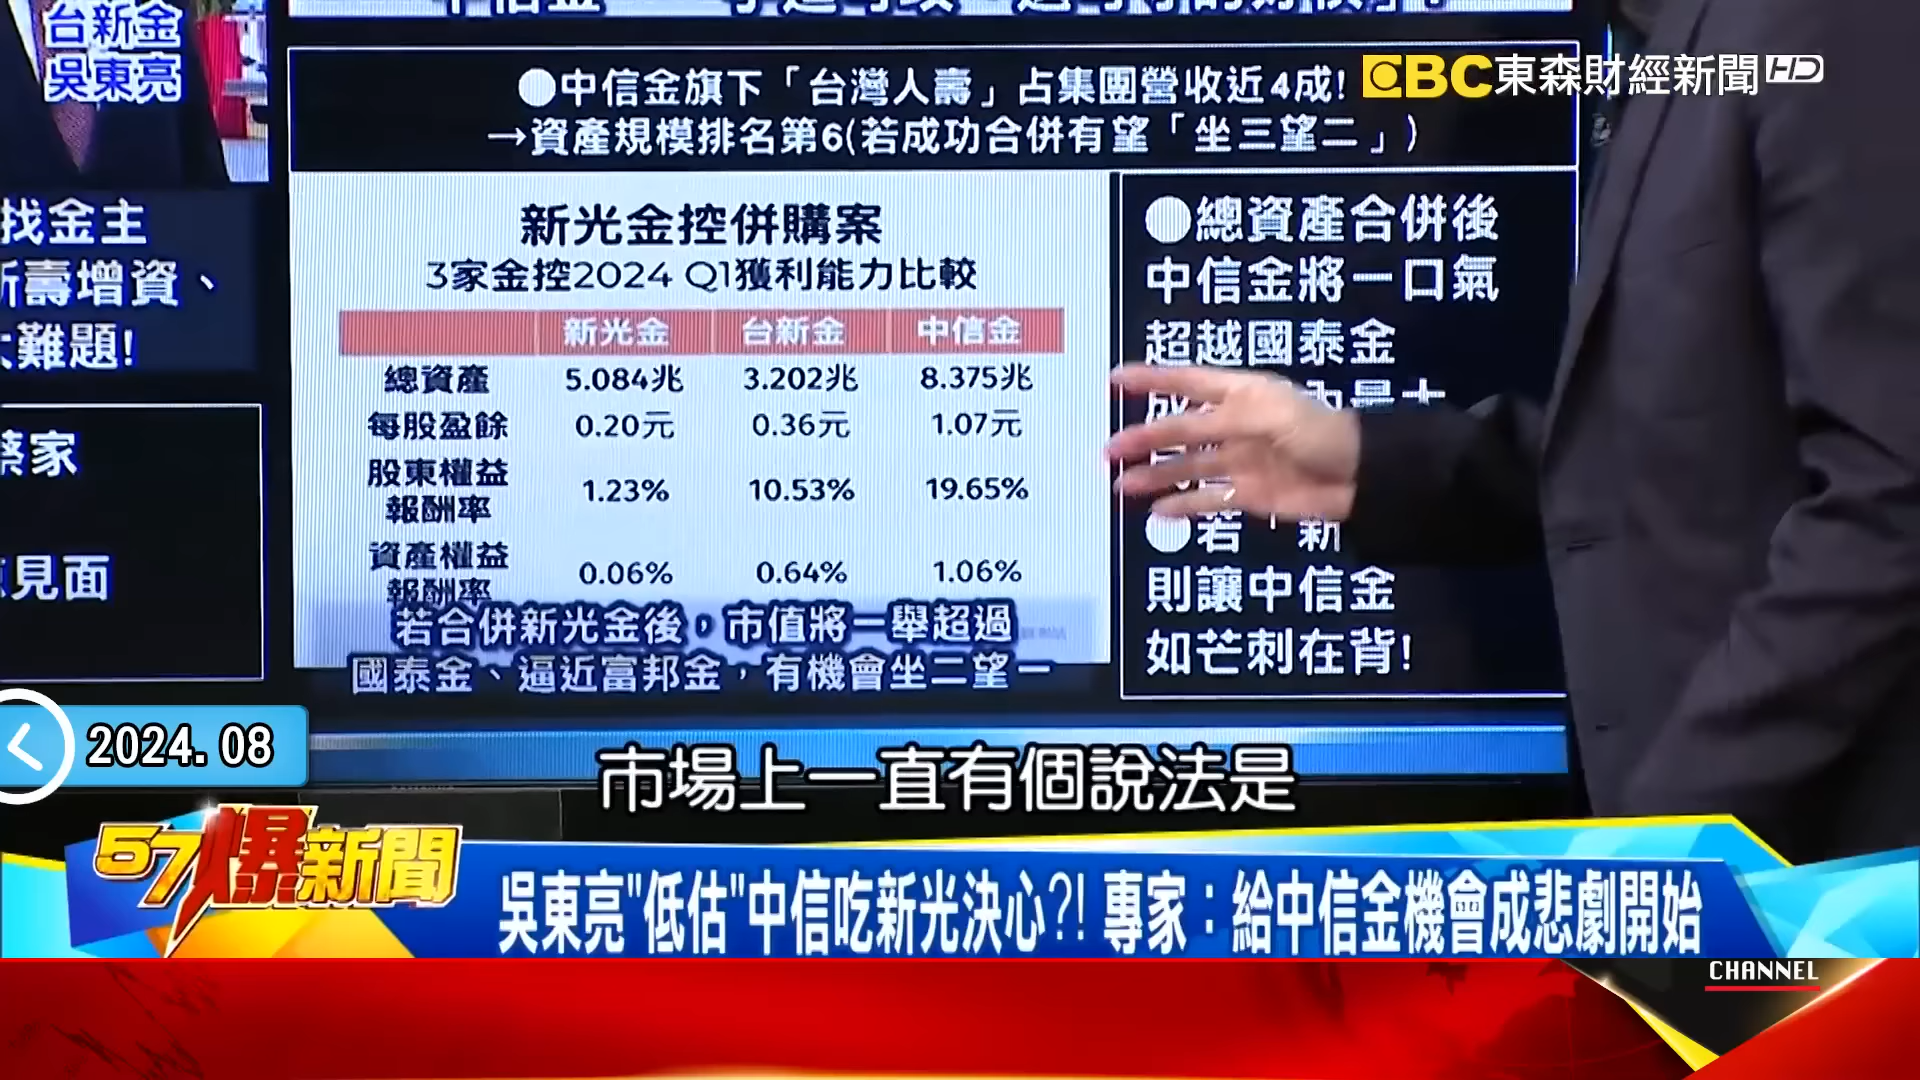 台新金
吳東亮
EBC東森財經新聞HD
●中信金旗下「台灣人壽」占集團營收近4成!
→資產規模排名第6(若成功合併有望「坐三望二」)
找金主
新壽增資、
難題!
蔡家
見面
新光金控併購案
3家金控2024 Q1獲利能力比較
新光金 台新金 中信金
總資產 5.084兆 3.202兆 8.375兆
每股盈餘 0.20元 0.36元 1.07元
股東權益
報酬率 1.23% 10.53% 19.65%
資產權益
報酬率 0.06% 0.64% 1.06%
若合併新光金後，市值將一舉超過
國泰金、逼近富邦金，有機會坐二望一
●總資產合併後
中信金將一口氣
超越國泰金
成
●若「新
則讓中信金
如芒刺在背!
2024.08
市場上一直有個說法是
57爆新聞
吳東亮"低估"中信吃新光決心?! 專家：給中信金機會成悲劇開始
CHANNEL